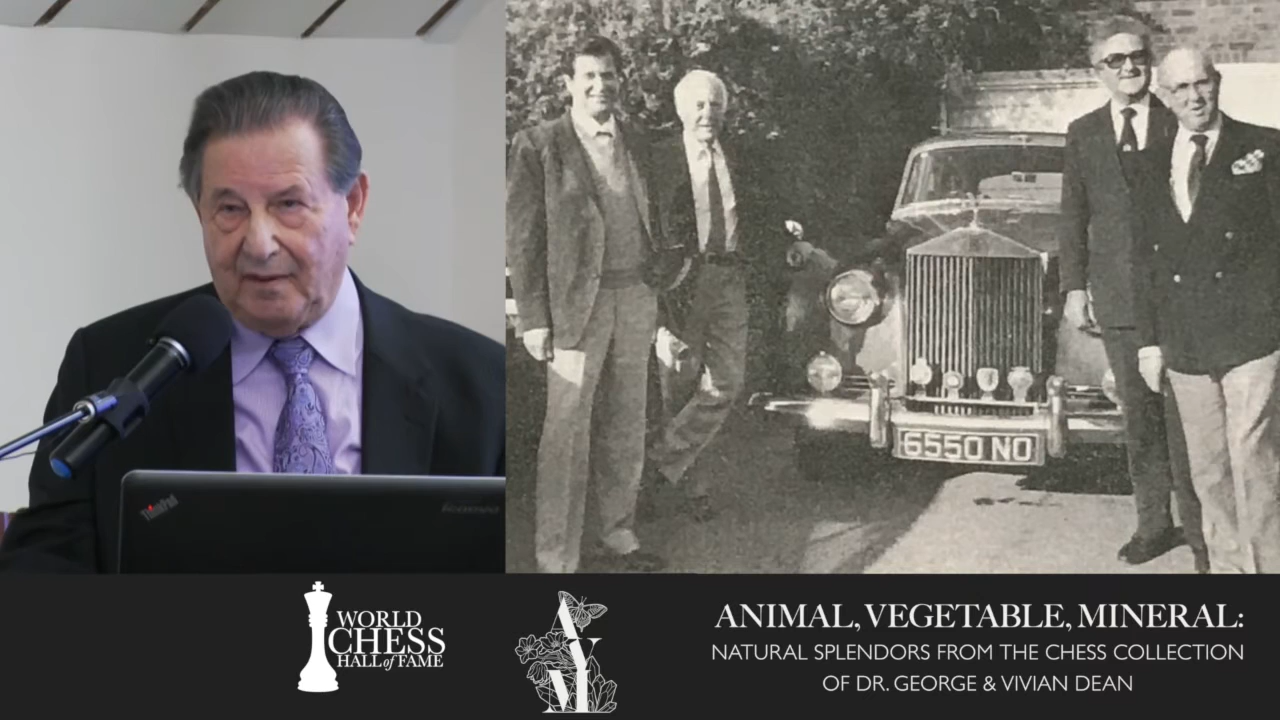 ThinkPad
Lenovo
6550 NO
WORLD
CHESS
HALL of FAME
AVM
ANIMAL, VEGETABLE, MINERAL:
NATURAL SPLENDORS FROM THE CHESS COLLECTION
OF DR. GEORGE & VIVIAN DEAN